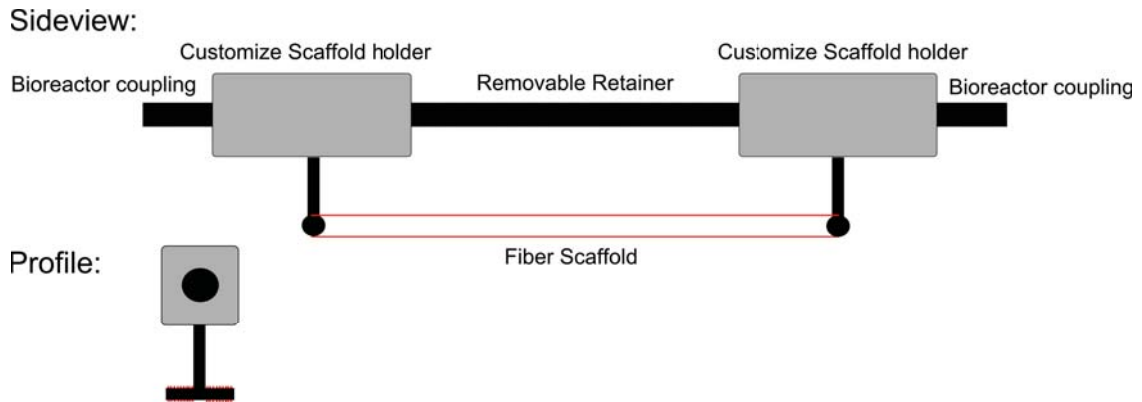 Sideview:
Customize Scaffold holder
Customize Scaffold holder
Bioreactor coupling
Removable Retainer
Bioreactor coupling
Fiber Scaffold
Profile: